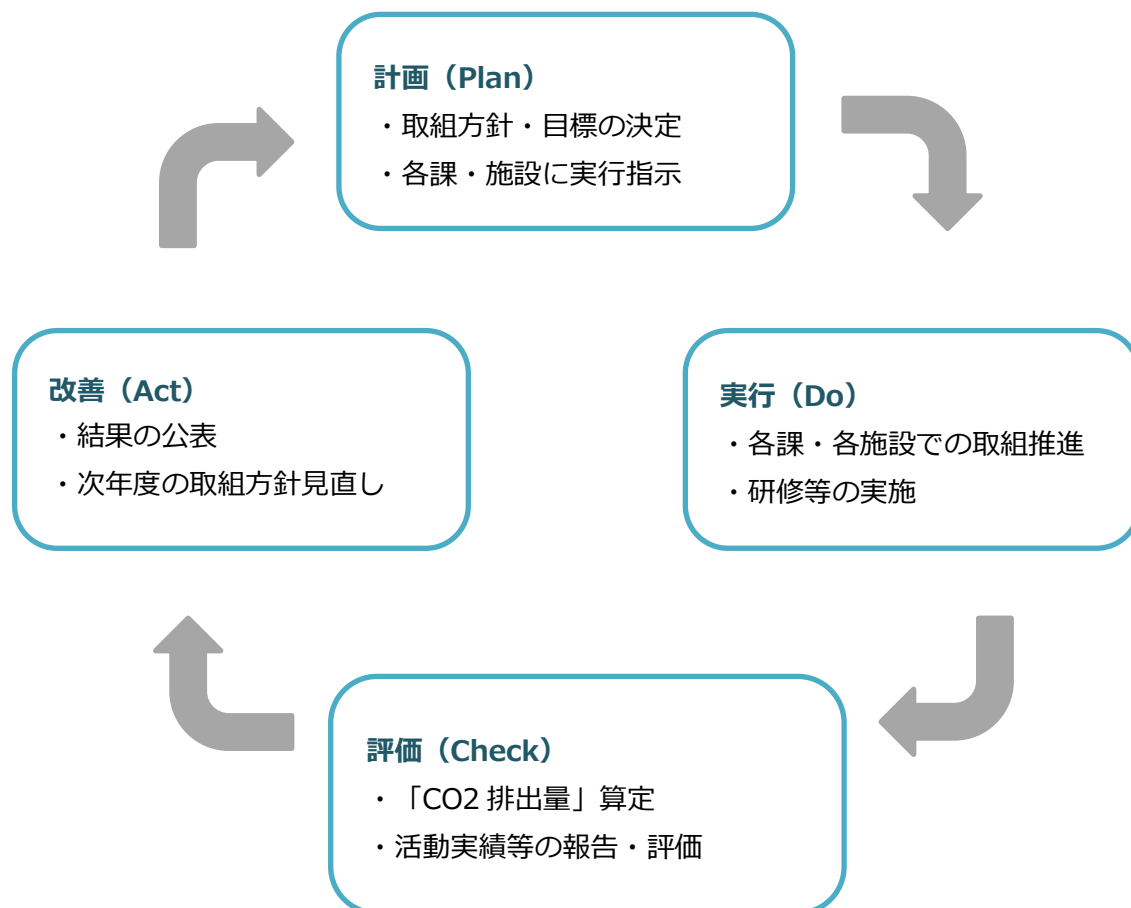 計画（Plan）
・取組方針・目標の決定
・各課・施設に実行指示
改善（Act）
・結果の公表
・次年度の取組方針見直し
実行（Do）
・各課・各施設での取組推進
・研修等の実施
評価（Check）
・「CO2 排出量」算定
・活動実績等の報告・評価